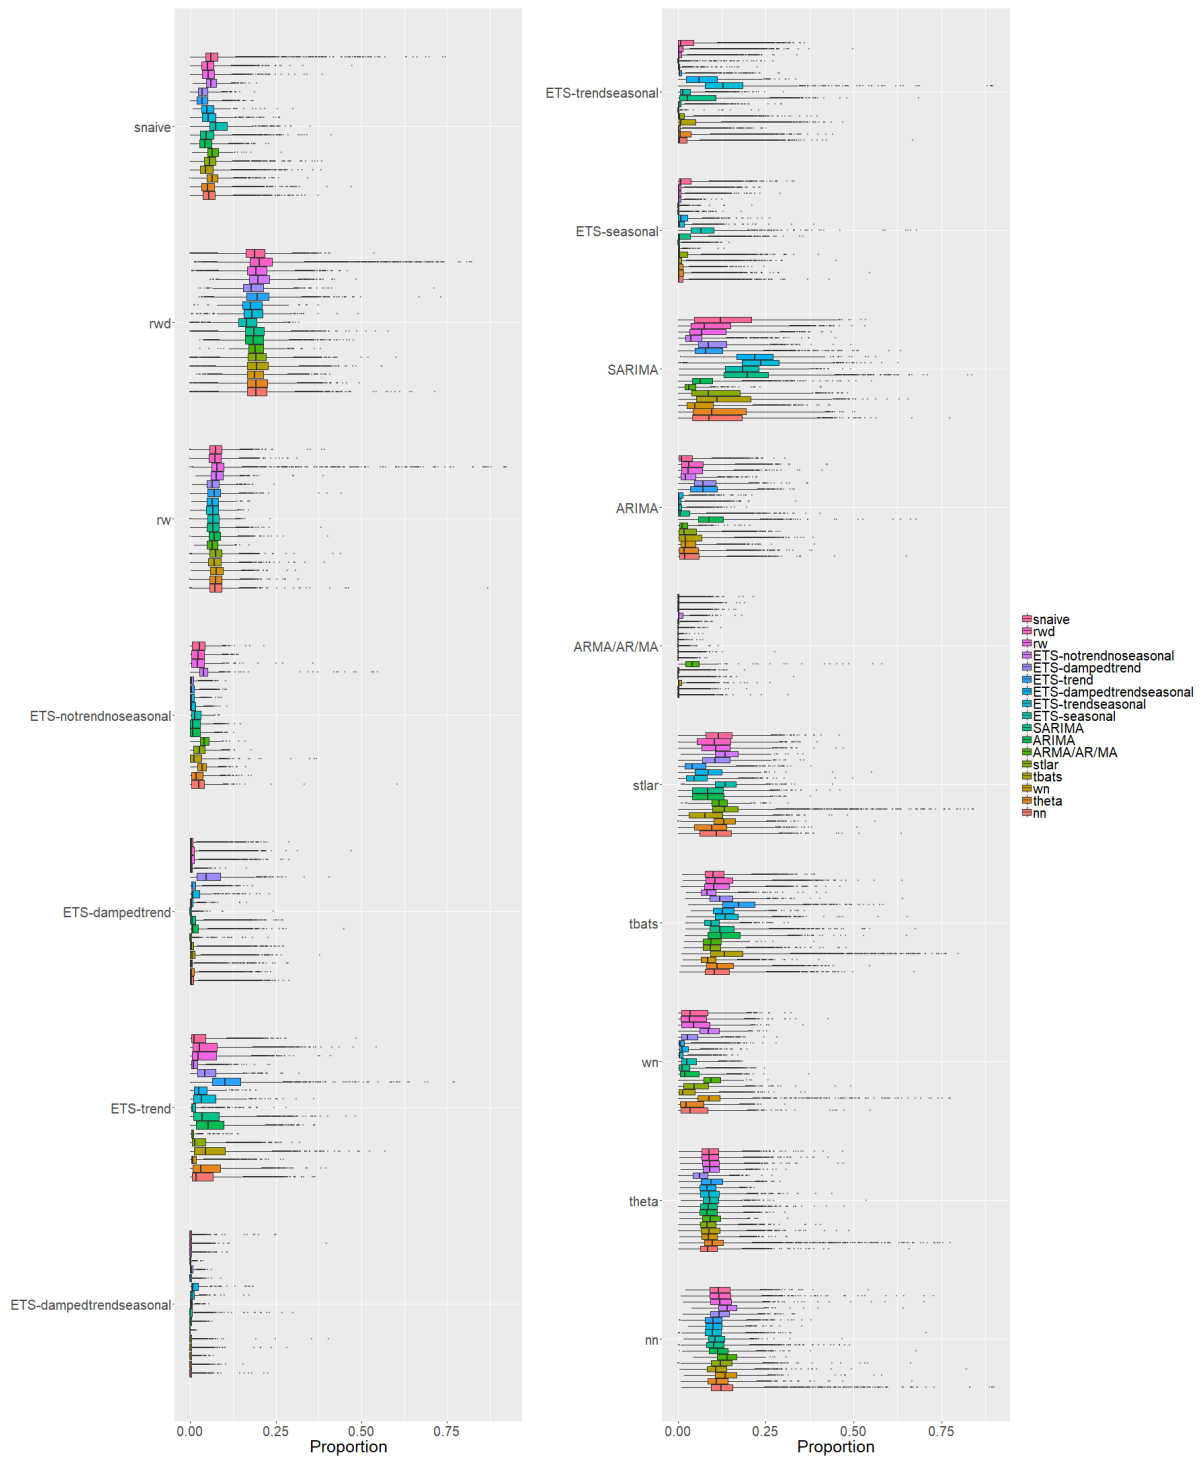 snaive
rwd
rw
ETS-notrendnoseasonal
ETS-dampedtrend
ETS-trend
ETS-dampedtrendseasonal
0.00 0.25 0.50 0.75
Proportion
ETS-trendseasonal
ETS-seasonal
SARIMA
ARIMA
ARMA/AR/MA
stlar
tbats
wn
theta
nn
0.00 0.25 0.50 0.75
Proportion
snaive
rwd
rw
ETS-notrendnoseasonal
ETS-dampedtrend
ETS-trend
ETS-dampedtrendseasonal
ETS-trendseasonal
ETS-seasonal
SARIMA
ARIMA
ARMA/AR/MA
stlar
tbats
wn
theta
nn